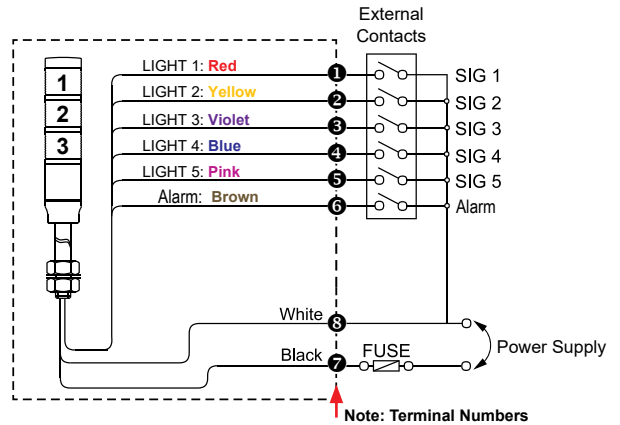 External
Contacts
1
2
3
LIGHT 1: Red
1
SIG 1
LIGHT 2: Yellow
2
SIG 2
LIGHT 3: Violet
3
SIG 3
LIGHT 4: Blue
4
SIG 4
LIGHT 5: Pink
5
SIG 5
Alarm: Brown
6
Alarm
White
8
Black
7
FUSE
Power Supply
Note: Terminal Numbers